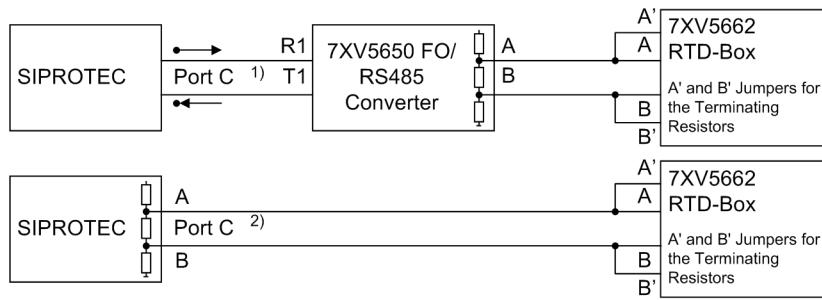 SIPROTEC
Port C 1)
R1
T1
7XV5650 FO/
RS485
Converter
A
B
A'
A
B
B'
7XV5662
RTD-Box
A' and B' Jumpers for
the Terminating
Resistors
SIPROTEC
A
Port C 2)
B
A'
A
B
B'
7XV5662
RTD-Box
A' and B' Jumpers for
the Terminating
Resistors